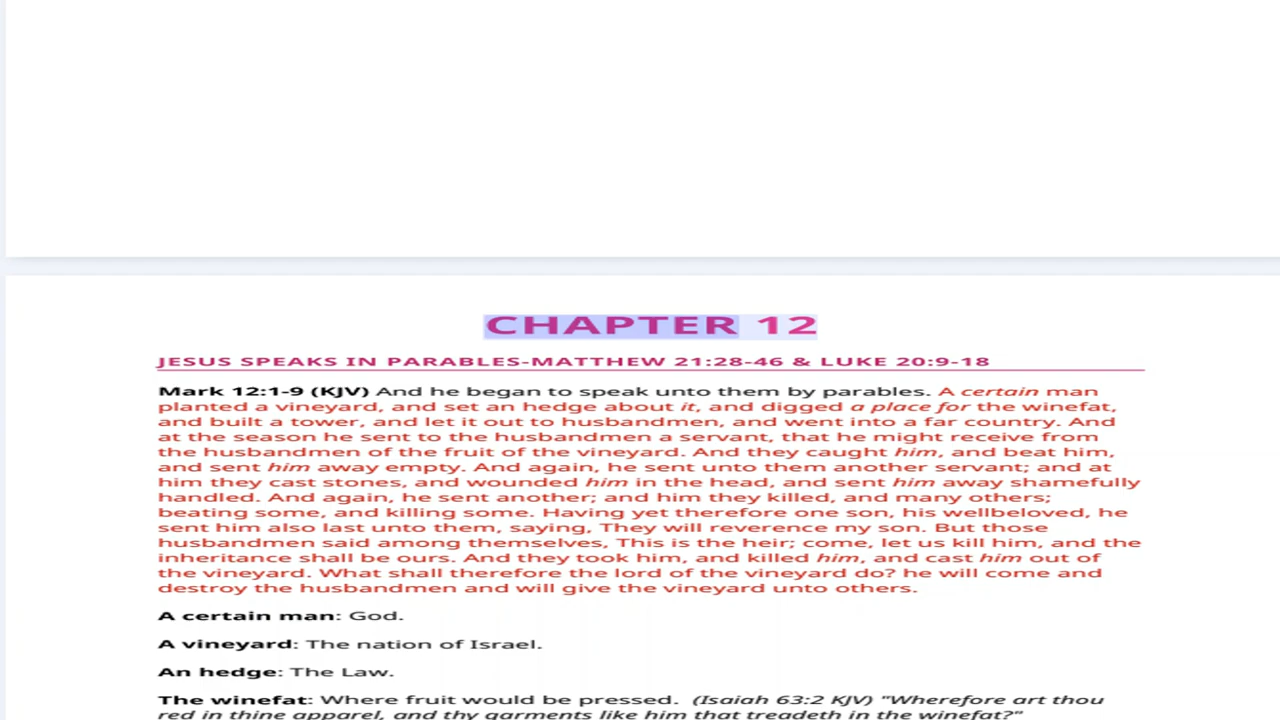 CHAPTER 12
JESUS SPEAKS IN PARABLES-MATTHEW 21:28-46 & LUKE 20:9-18
Mark 12:1-9 (KJV) And he began to speak unto them by parables. A certain man
planted a vineyard, and set an hedge about it, and digged a place for the winefat,
and built a tower, and let it out to husbandmen, and went into a far country. And
at the season he sent to the husbandmen a servant, that he might receive from
the husbandmen of the fruit of the vineyard. And they caught him, and beat him,
and sent him away empty. And again, he sent unto them another servant; and at
him they cast stones, and wounded him in the head, and sent him away shamefully
handled. And again, he sent another; and him they killed, and many others;
beating some, and killing some. Having yet therefore one son, his wellbeloved, he
sent him also last unto them, saying, They will reverence my son. But those
husbandmen said among themselves, This is the heir; come, let us kill him, and the
inheritance shall be ours. And they took him, and killed him, and cast him out of
the vineyard. What shall therefore the lord of the vineyard do? he will come and
destroy the husbandmen and will give the vineyard unto others.
A certain man: God.
A vineyard: The nation of Israel.
An hedge: The Law.
The winefat: Where fruit would be pressed. (Isaiah 63:2 KJV) "Wherefore art thou
red in thine apparel, and thy garments like him that treadeth in the winefat?"